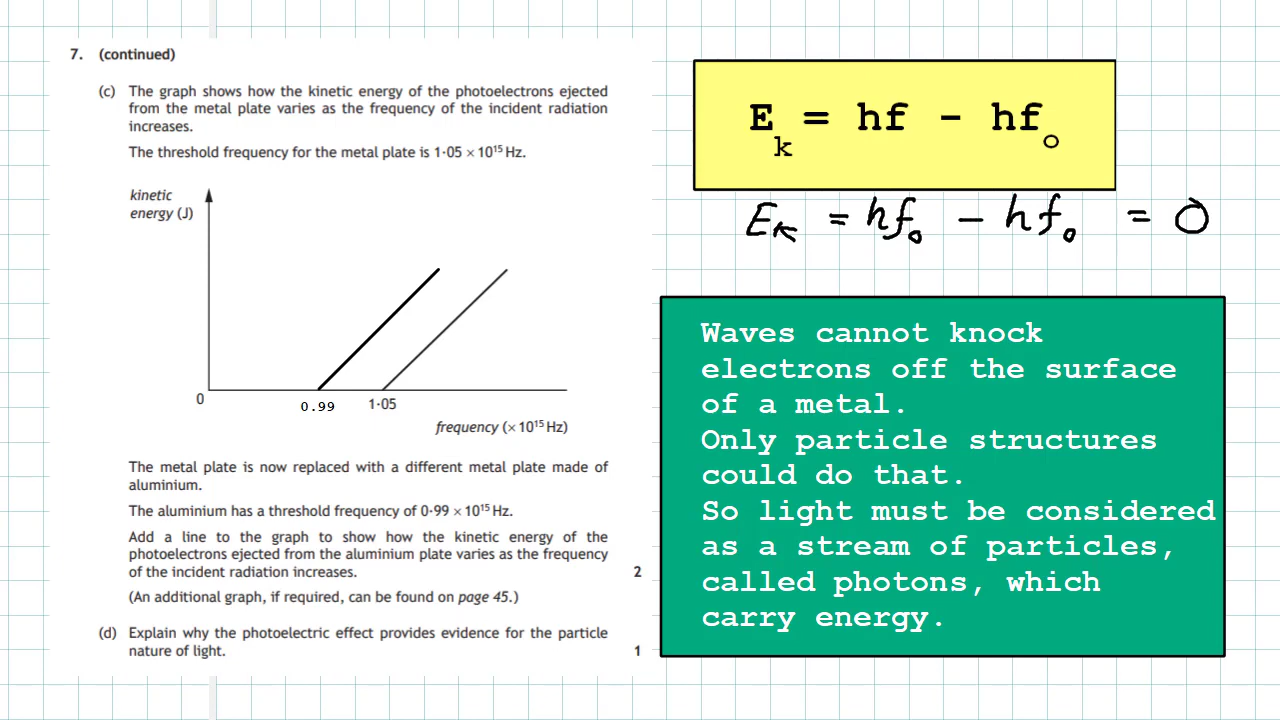 7. (continued)
(c) The graph shows how the kinetic energy of the photoelectrons ejected
from the metal plate varies as the frequency of the incident radiation
increases.
The threshold frequency for the metal plate is 1·05 × 10¹⁵ Hz.
kinetic
energy (J)
0
0.99
1·05
frequency (× 10¹⁵ Hz)
The metal plate is now replaced with a different metal plate made of
aluminium.
The aluminium has a threshold frequency of 0·99 × 10¹⁵ Hz.
Add a line to the graph to show how the kinetic energy of the
photoelectrons ejected from the aluminium plate varies as the frequency
of the incident radiation increases. 2
(An additional graph, if required, can be found on page 45.)
(d) Explain why the photoelectric effect provides evidence for the particle
nature of light. 1
Eₖ = hf - hfₒ
Eₖ = hf₀ - hf₀ = 0
Waves cannot knock
electrons off the surface
of a metal.
Only particle structures
could do that.
So light must be considered
as a stream of particles,
called photons, which
carry energy.